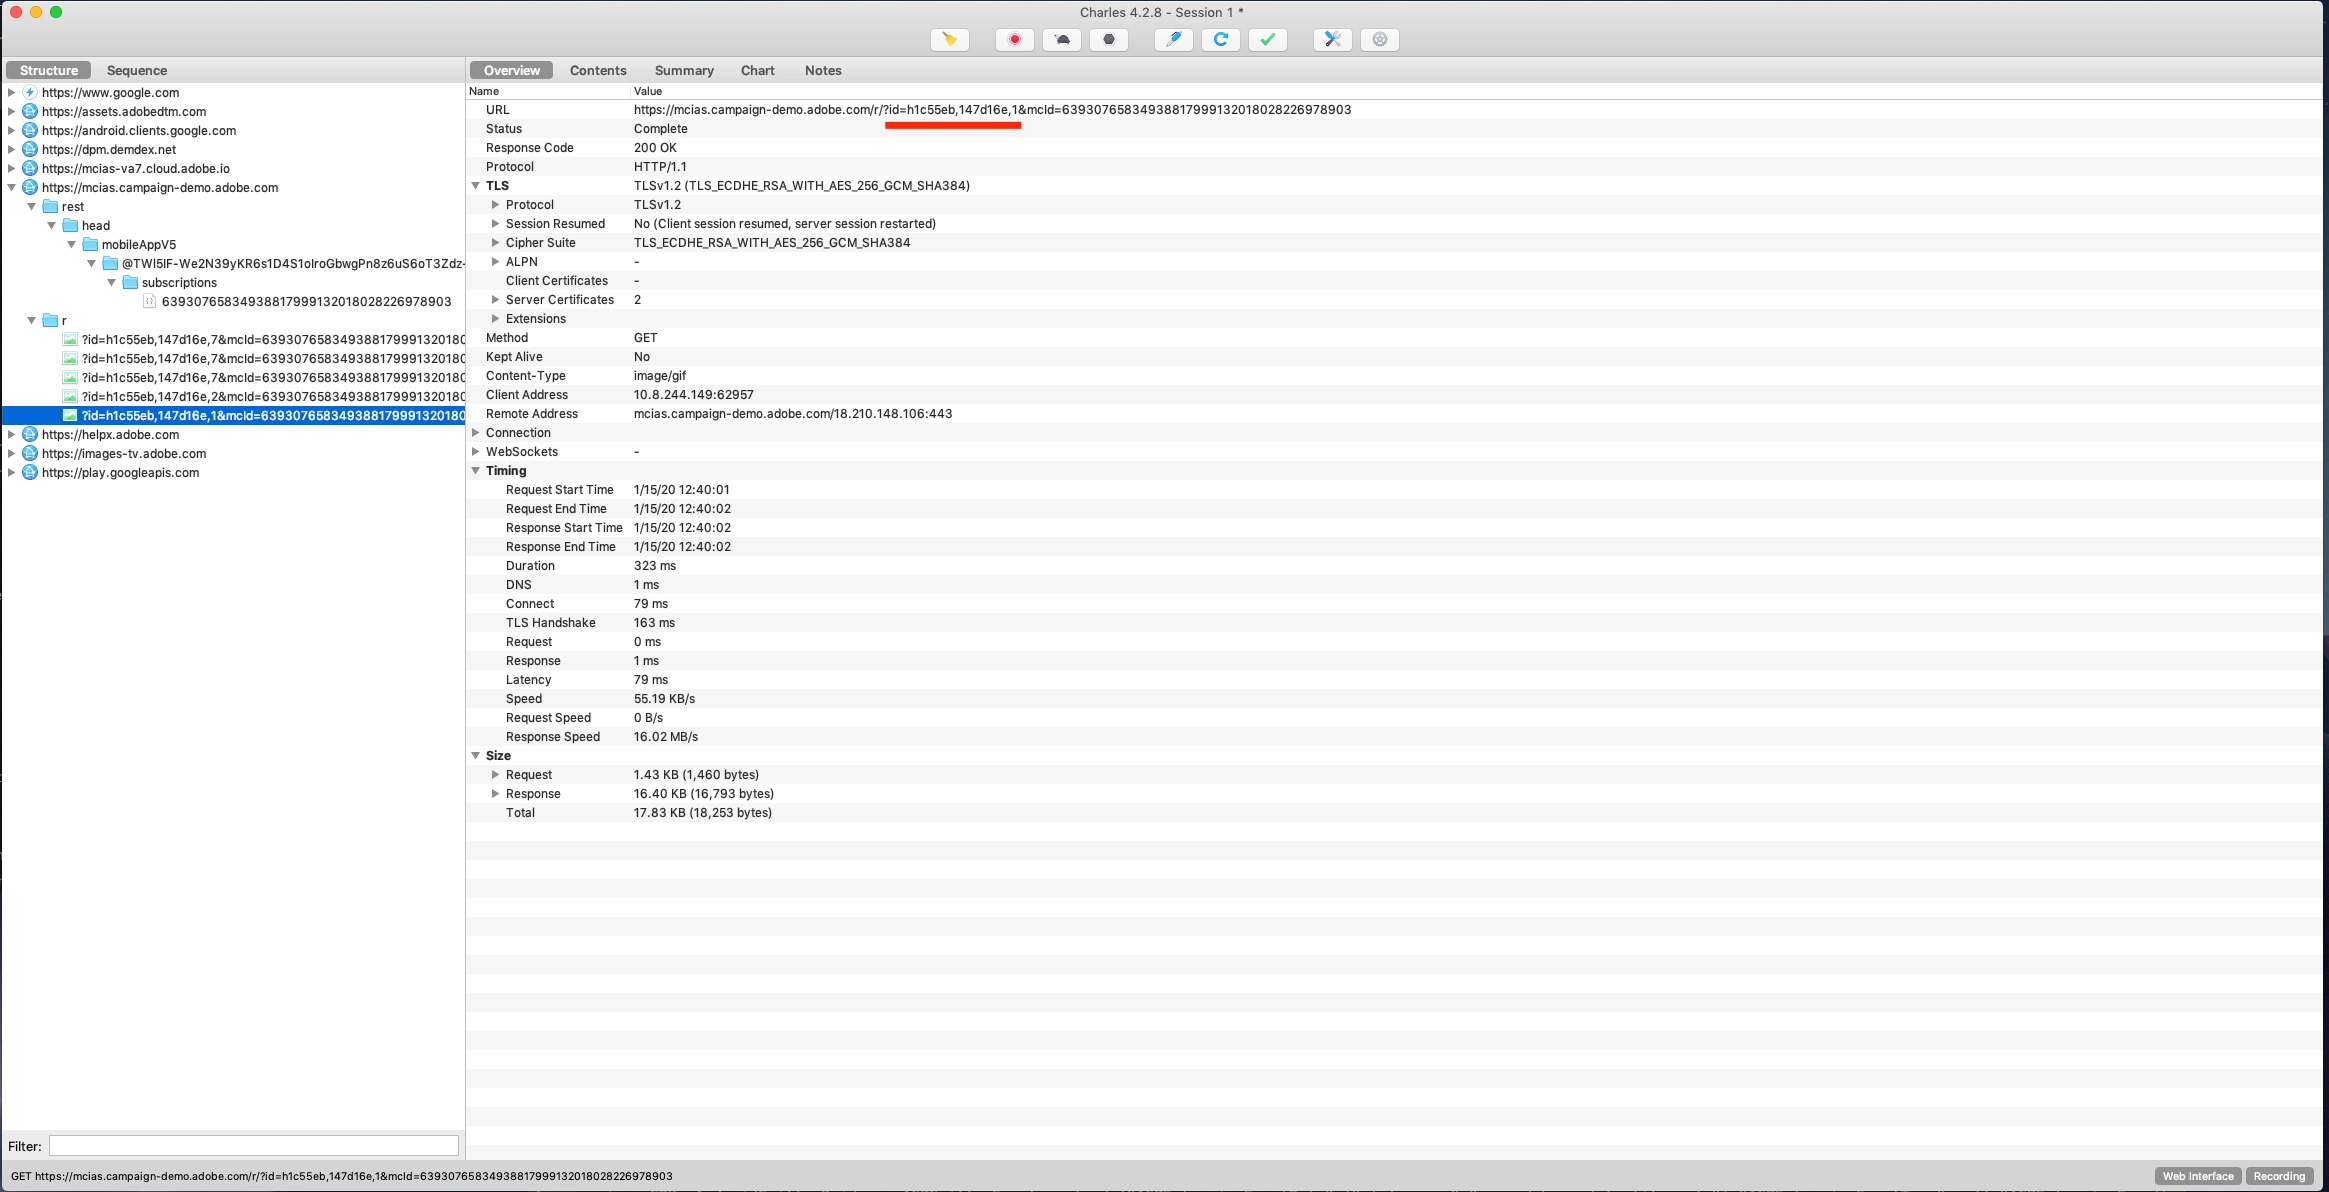 Charles 4.2.8 - Session 1 *
Structure Sequence
https://www.google.com
https://assets.adobedtm.com
https://android.clients.google.com
https://dpm.demdex.net
https://mcias-va7.cloud.adobe.io
https://mcias.campaign-demo.adobe.com
rest
head
mobileAppV5
subscriptions
63930765834938817999132018028226978903
r
?id=h1c55eb,147d16e,7&mcId=639307658349388179991320180
?id=h1c55eb,147d16e,7&mcId=639307658349388179991320180
?id=h1c55eb,147d16e,7&mcId=639307658349388179991320180
?id=h1c55eb,147d16e,2&mcId=639307658349388179991320180
?id=h1c55eb,147d16e,1&mcId=639307658349388179991320180
https://helpx.adobe.com
https://images-tv.adobe.com
https://play.googleapis.com
Filter:
Overview Contents Summary Chart Notes
Name Value
URL https://mcias.campaign-demo.adobe.com/r/?id=h1c55eb,147d16e,1&mcId=63930765834938817999132018028226978903
Status Complete
Response Code 200 OK
Protocol HTTP/1.1
TLS TLSv1.2 (TLS_ECDHE_RSA_WITH_AES_256_GCM_SHA384)
Protocol TLSv1.2
Session Resumed No (Client session resumed, server session restarted)
Cipher Suite TLS_ECDHE_RSA_WITH_AES_256_GCM_SHA384
ALPN -
Client Certificates -
Server Certificates 2
Extensions
Method GET
Kept Alive No
Content-Type image/gif
Client Address 10.8.244.149:62957
Remote Address mcias.campaign-demo.adobe.com/18.210.148.106:443
Connection
WebSockets -
Timing
Request Start Time 1/15/20 12:40:01
Request End Time 1/15/20 12:40:02
Response Start Time 1/15/20 12:40:02
Response End Time 1/15/20 12:40:02
Duration 323 ms
DNS 1 ms
Connect 79 ms
TLS Handshake 163 ms
Request 0 ms
Response 1 ms
Latency 79 ms
Speed 55.19 KB/s
Request Speed 0 B/s
Response Speed 16.02 MB/s
Size
Request 1.43 KB (1,460 bytes)
Response 16.40 KB (16,793 bytes)
Total 17.83 KB (18,253 bytes)
GET https://mcias.campaign-demo.adobe.com/r/?id=h1c55eb,147d16e,1&mcId=63930765834938817999132018028226978903
Web Interface Recording